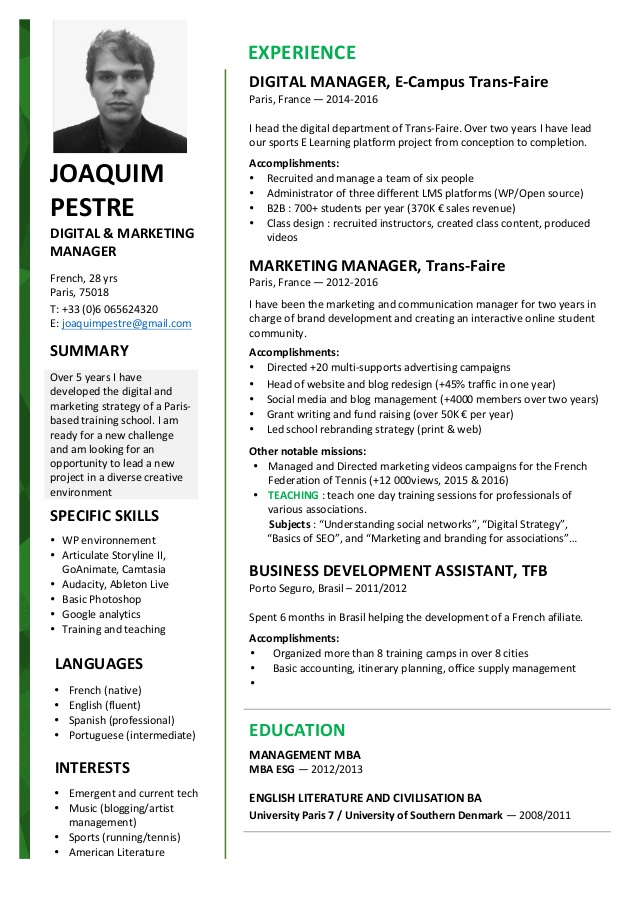 JOAQUIM
PESTRE
DIGITAL & MARKETING
MANAGER
French, 28 yrs
Paris, 75018
T: +33 (0)6 065624320
E: joaquimpestre@gmail.com
SUMMARY
Over 5 years I have
developed the digital and
marketing strategy of a Paris-
based training school. I am
ready for a new challenge
and am looking for an
opportunity to lead a new
project in a diverse creative
environment
SPECIFIC SKILLS
• WP environnement
• Articulate Storyline II,
GoAnimate, Camtasia
• Audacity, Ableton Live
• Basic Photoshop
• Google analytics
• Training and teaching
LANGUAGES
• French (native)
• English (fluent)
• Spanish (professional)
• Portuguese (intermediate)
INTERESTS
• Emergent and current tech
• Music (blogging/artist
management)
• Sports (running/tennis)
• American Literature
EXPERIENCE
DIGITAL MANAGER, E-Campus Trans-Faire
Paris, France — 2014-2016
I head the digital department of Trans-Faire. Over two years I have lead
our sports E Learning platform project from conception to completion.
Accomplishments:
• Recruited and manage a team of six people
• Administrator of three different LMS platforms (WP/Open source)
• B2B : 700+ students per year (370K € sales revenue)
• Class design : recruited instructors, created class content, produced
videos
MARKETING MANAGER, Trans-Faire
Paris, France — 2012-2016
I have been the marketing and communication manager for two years in
charge of brand development and creating an interactive online student
community.
Accomplishments:
• Directed +20 multi-supports advertising campaigns
• Head of website and blog redesign (+45% traffic in one year)
• Social media and blog management (+4000 members over two years)
• Grant writing and fund raising (over 50K € per year)
• Led school rebranding strategy (print & web)
Other notable missions:
• Managed and Directed marketing videos campaigns for the French
Federation of Tennis (+12 000views, 2015 & 2016)
• TEACHING : teach one day training sessions for professionals of
various associations.
Subjects : “Understanding social networks”, “Digital Strategy”,
“Basics of SEO”, and “Marketing and branding for associations”…
BUSINESS DEVELOPMENT ASSISTANT, TFB
Porto Seguro, Brasil – 2011/2012
Spent 6 months in Brasil helping the development of a French afiliate.
Accomplishments:
• Organized more than 8 training camps in over 8 cities
• Basic accounting, itinerary planning, office supply management
•
EDUCATION
MANAGEMENT MBA
MBA ESG — 2012/2013
ENGLISH LITERATURE AND CIVILISATION BA
University Paris 7 / University of Southern Denmark — 2008/2011